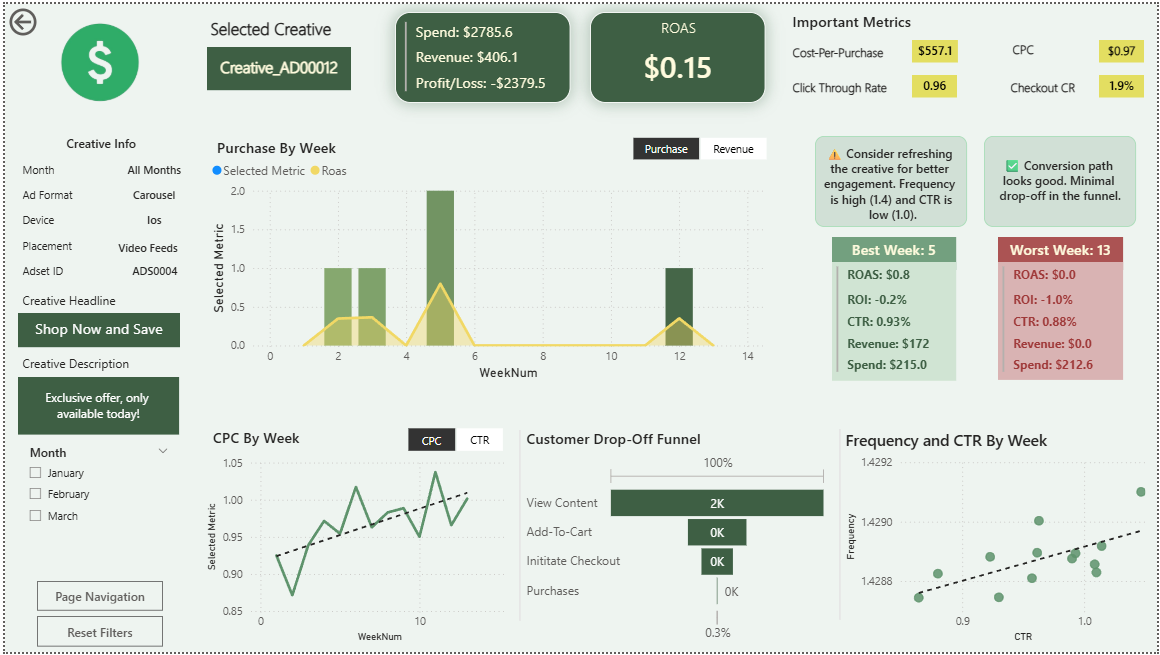 $
Selected Creative
Creative_AD00012
Spend: $2785.6
Revenue: $406.1
Profit/Loss: -$2379.5
ROAS
$0.15
Important Metrics
Cost-Per-Purchase
$557.1
CPC
$0.97
Click Through Rate
0.96
Checkout CR
1.9%
Creative Info
Month
All Months
Ad Format
Carousel
Device
Ios
Placement
Video Feeds
Adset ID
ADS0004
Creative Headline
Shop Now and Save
Creative Description
Exclusive offer, only
available today!
Month
January
February
March
Page Navigation
Reset Filters
Purchase By Week
Purchase
Revenue
Selected Metric
Roas
2.0
1.5
1.0
0.5
0.0
Selected Metric
0
2
4
6
8
10
12
14
WeekNum
⚠️ Consider refreshing
the creative for better
engagement. Frequency
is high (1.4) and CTR is
low (1.0).
✅ Conversion path
looks good. Minimal
drop-off in the funnel.
Best Week: 5
ROAS: $0.8
ROI: -0.2%
CTR: 0.93%
Revenue: $172
Spend: $215.0
Worst Week: 13
ROAS: $0.0
ROI: -1.0%
CTR: 0.88%
Revenue: $0.0
Spend: $212.6
CPC By Week
CPC
CTR
1.05
1.00
0.95
0.90
0.85
Selected Metric
0
10
WeekNum
Customer Drop-Off Funnel
100%
View Content
2K
Add-To-Cart
0K
Inititate Checkout
0K
Purchases
0K
0.3%
Frequency and CTR By Week
1.4292
1.4290
1.4288
Frequency
0.9
1.0
CTR